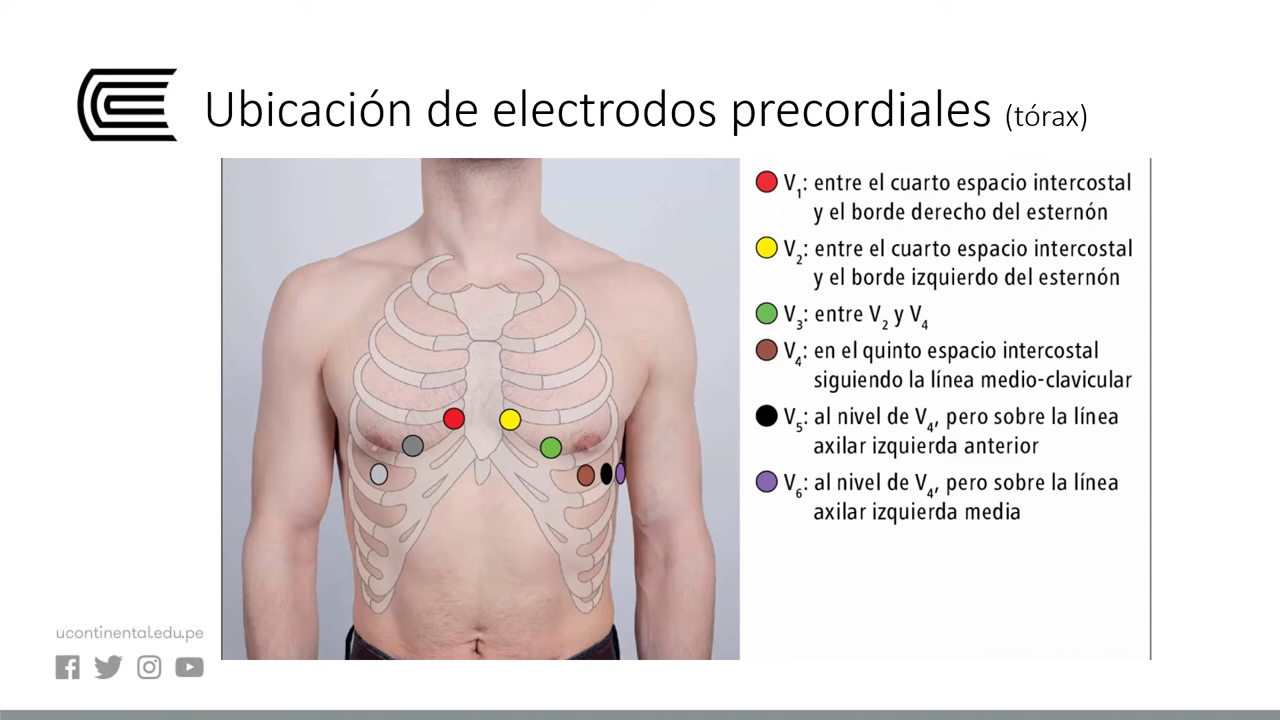 Ubicación de electrodos precordiales (tórax)
V1: entre el cuarto espacio intercostal
y el borde derecho del esternón
V2: entre el cuarto espacio intercostal
y el borde izquierdo del esternón
V3: entre V2 y V4
V4: en el quinto espacio intercostal
siguiendo la línea medio-clavicular
V5: al nivel de V4, pero sobre la línea
axilar izquierda anterior
V6: al nivel de V4, pero sobre la línea
axilar izquierda media
ucontinental.edu.pe